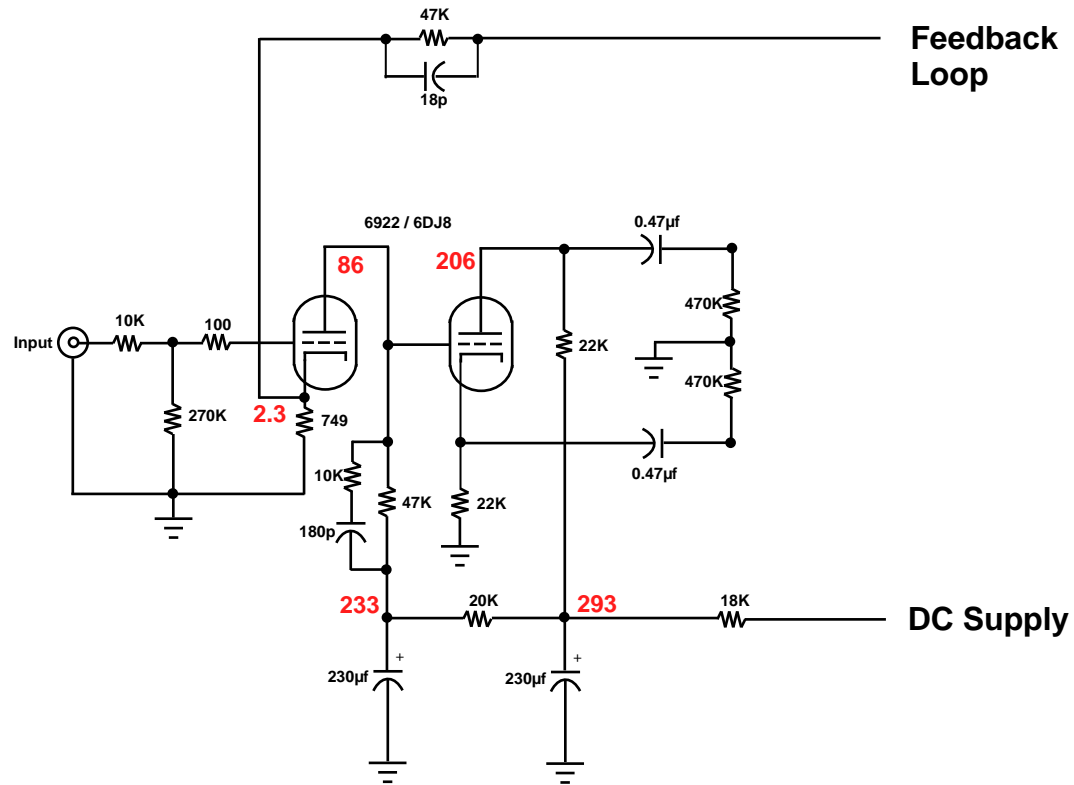 47K
Feedback
Loop
18p
6922 / 6DJ8
0.47µf
86
206
10K
100
470K
Input
22K
470K
270K
2.3
749
0.47µf
10K
47K
22K
180p
233
20K
293
18K
DC Supply
+
+
230µf
230µf